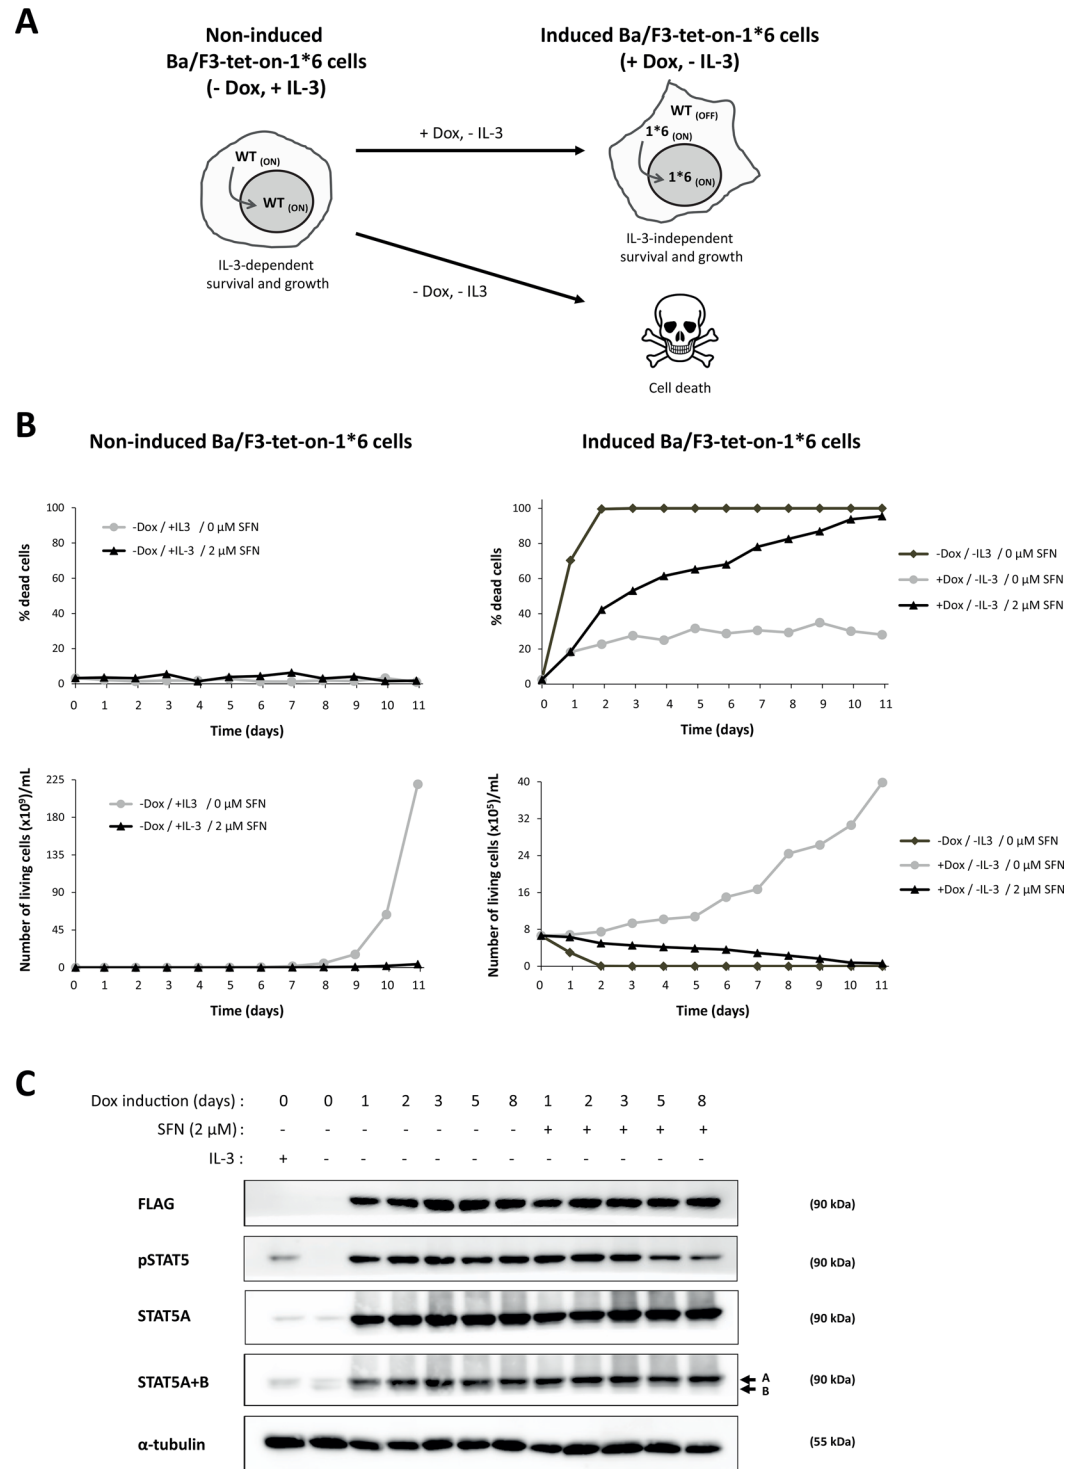 A
Non-induced
Ba/F3-tet-on-1*6 cells
(- Dox, + IL-3)
Induced Ba/F3-tet-on-1*6 cells
(+ Dox, - IL-3)
+ Dox, - IL-3
WT (ON)
WT (ON)
WT (OFF)
1*6 (ON)
1*6 (ON)
IL-3-dependent
survival and growth
IL-3-independent
survival and growth
- Dox, - IL3
Cell death
B
Non-induced Ba/F3-tet-on-1*6 cells
Induced Ba/F3-tet-on-1*6 cells
% dead cells
100
80
60
40
20
0
-Dox / +IL3 / 0 µM SFN
-Dox / +IL-3 / 2 µM SFN
0 1 2 3 4 5 6 7 8 9 10 11
Time (days)
% dead cells
100
80
60
40
20
0
-Dox / -IL3 / 0 µM SFN
+Dox / -IL-3 / 0 µM SFN
+Dox / -IL-3 / 2 µM SFN
0 1 2 3 4 5 6 7 8 9 10 11
Time (days)
Number of living cells (x10⁹)/mL
225
180
135
90
45
0
-Dox / +IL3 / 0 µM SFN
-Dox / +IL-3 / 2 µM SFN
0 1 2 3 4 5 6 7 8 9 10 11
Time (days)
Number of living cells (x10⁵)/mL
40
32
24
16
8
0
-Dox / -IL3 / 0 µM SFN
+Dox / -IL-3 / 0 µM SFN
+Dox / -IL-3 / 2 µM SFN
0 1 2 3 4 5 6 7 8 9 10 11
Time (days)
C
Dox induction (days) : 0 0 1 2 3 5 8 1 2 3 5 8
SFN (2 µM) : - - - - - - - + + + + +
IL-3 : + - - - - - - - - - - -
FLAG (90 kDa)
pSTAT5 (90 kDa)
STAT5A (90 kDa)
STAT5A+B A (90 kDa)
B
α-tubulin (55 kDa)